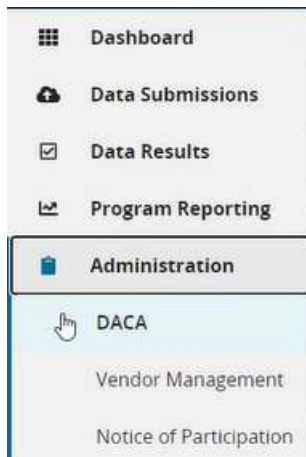 Dashboard
Data Submissions
Data Results
Program Reporting
Administration
DACA
Vendor Management
Notice of Participation